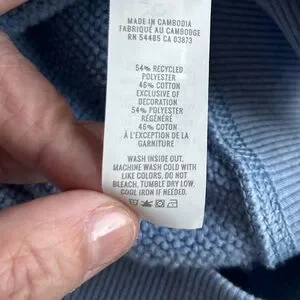 MADE IN CAMBODIA
FABRIQUÉ AU CAMBODGE
RN 54485 CA 03873
54% RECYCLED
POLYESTER
46% COTTON
EXCLUSIVE OF
DECORATION
54% POLYESTER
RÉGÉNÉRÉ
46% COTON
À L'EXCEPTION DE LA
GARNITURE
WASH INSIDE OUT.
MACHINE WASH COLD WITH
LIKE COLORS. DO NOT
BLEACH. TUMBLE DRY LOW.
COOL IRON IF NEEDED.